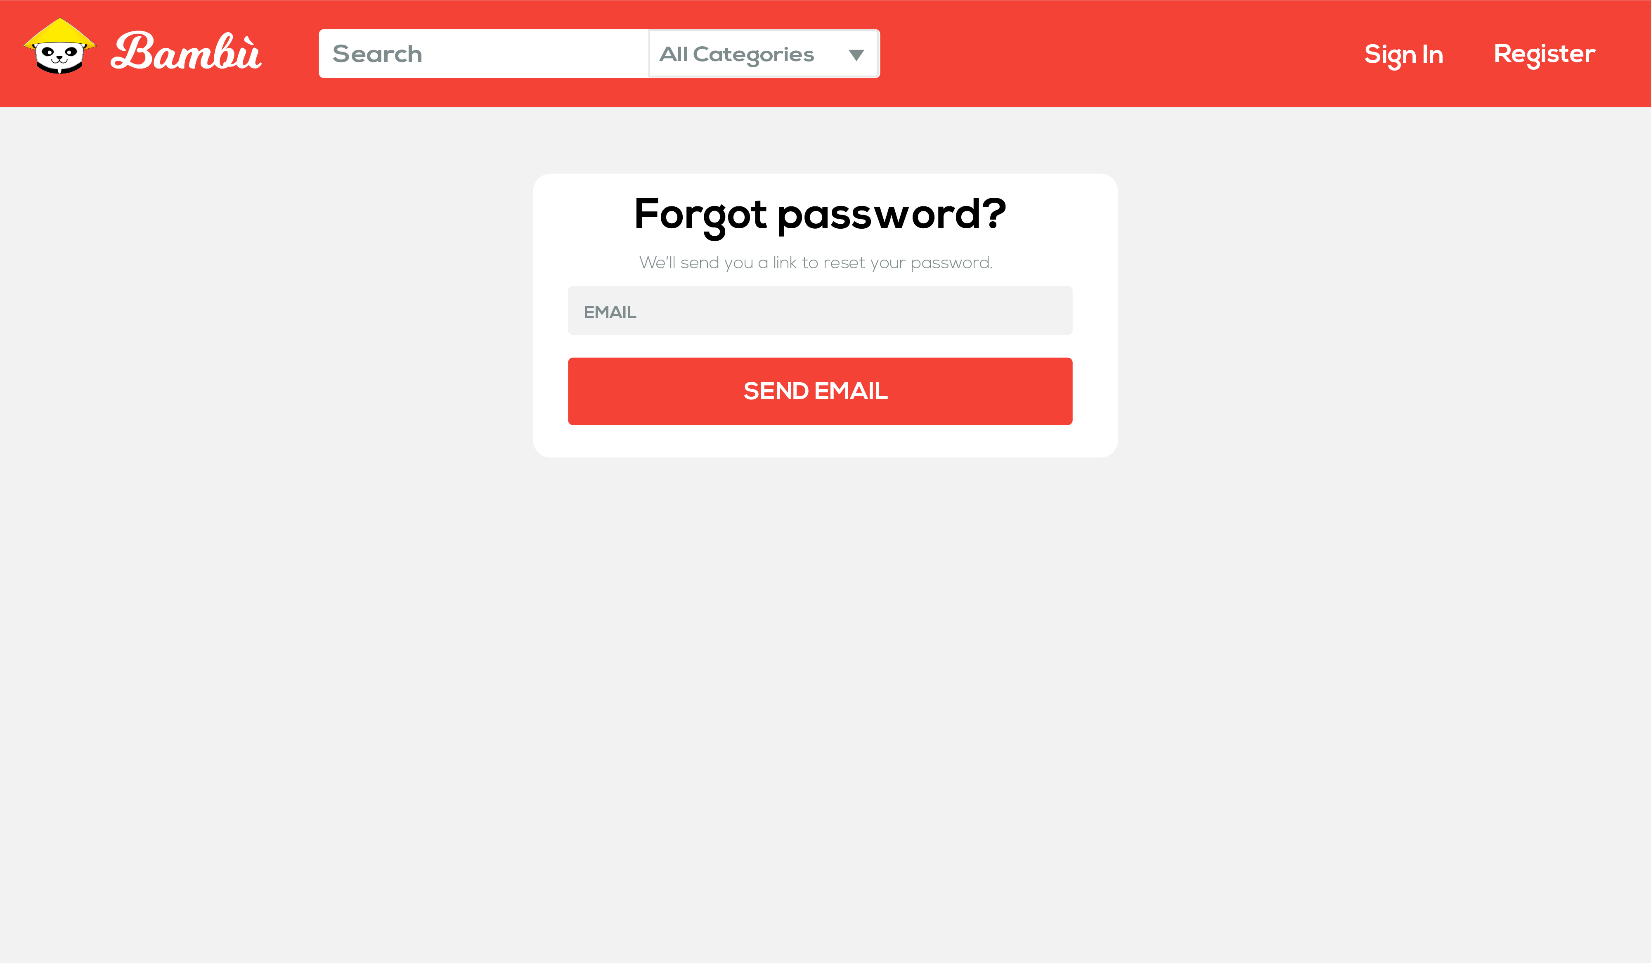 Bambù
Search
All Categories
Sign In
Register
Forgot password?
We'll send you a link to reset your password.
EMAIL
SEND EMAIL